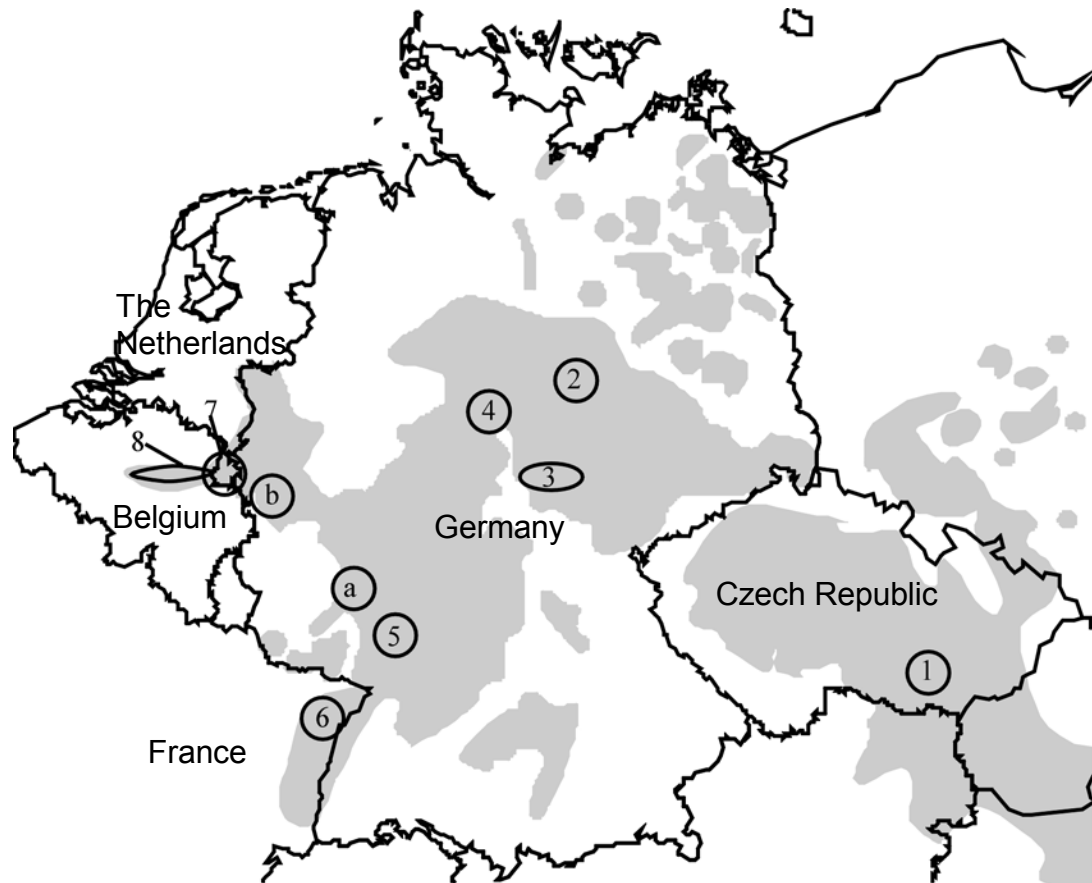 The
Netherlands
2
7
4
8
3
b
Belgium
Germany
a
Czech Republic
5
1
6
France